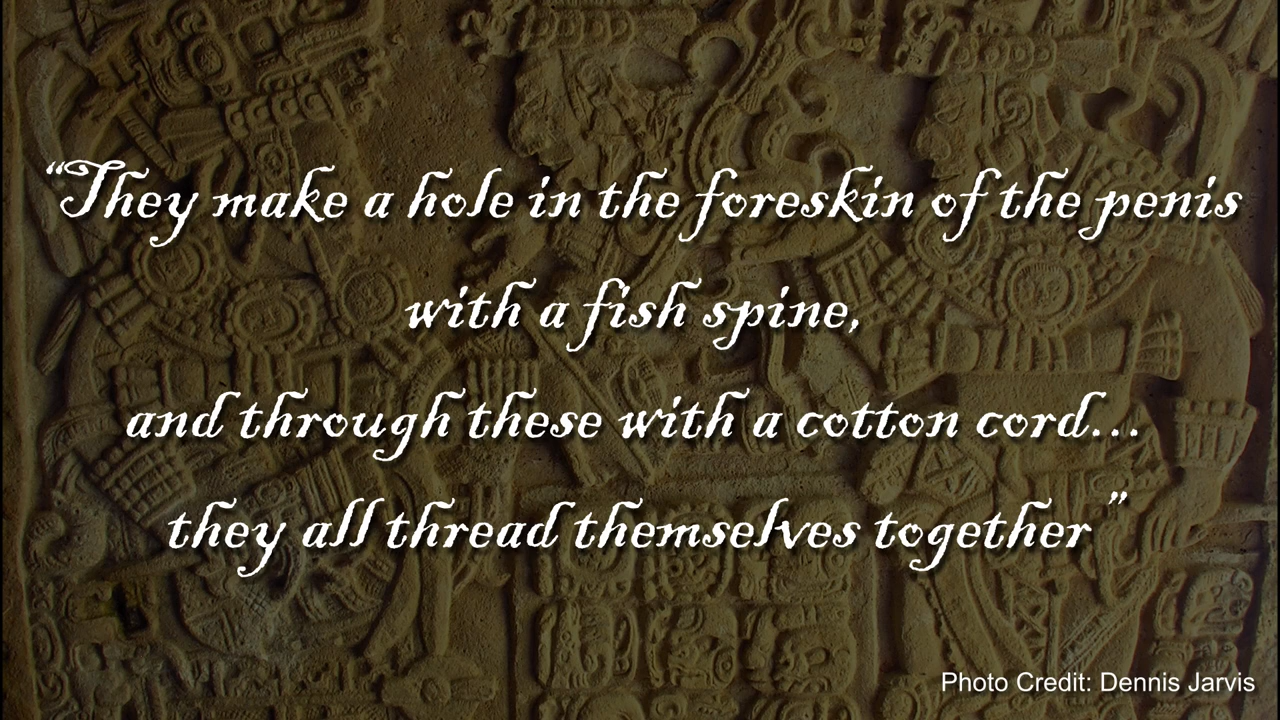 “They make a hole in the foreskin of the penis
with a fish spine,
and through these with a cotton cord...
they all thread themselves together ”
Photo Credit: Dennis Jarvis